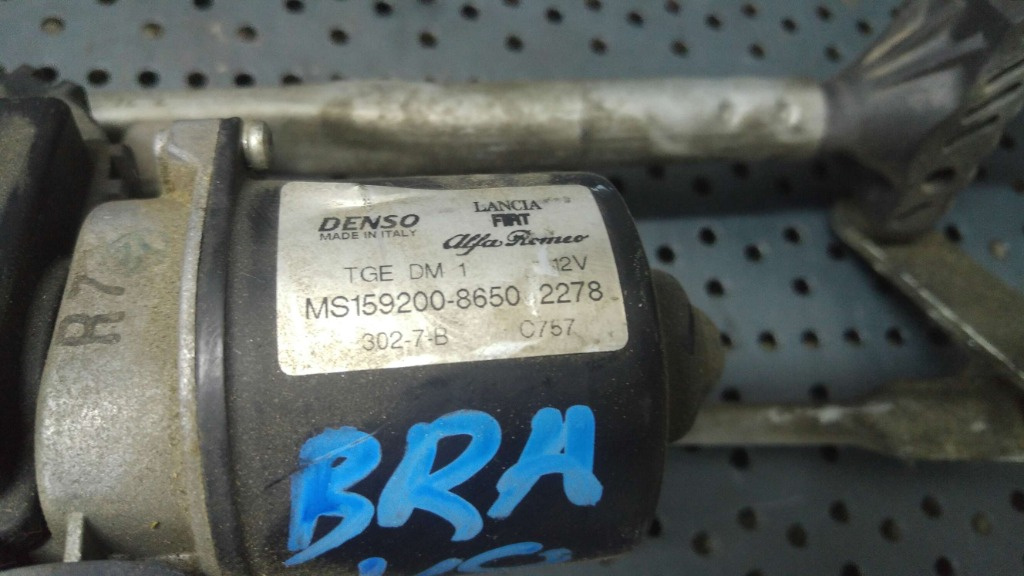 LANCIA
DENSO FIAT
MADE IN ITALY Alfa Romeo
TGE DM 1 12V
MS159200-8650 2278
302-7-B C757
R7
BRA